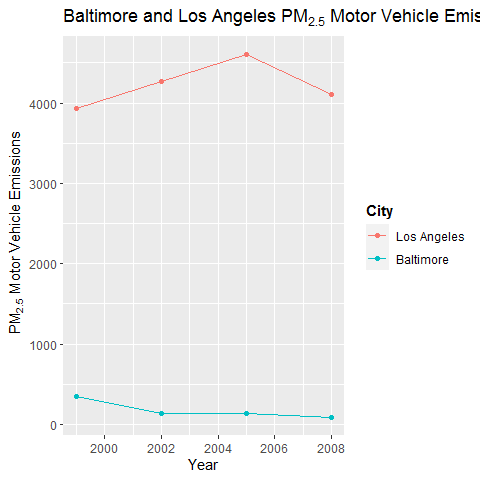 Baltimore and Los Angeles PM2.5 Motor Vehicle Emis
PM2.5 Motor Vehicle Emissions
4000
3000
2000
1000
0
2000 2002 2004 2006 2008
Year
City
Los Angeles
Baltimore